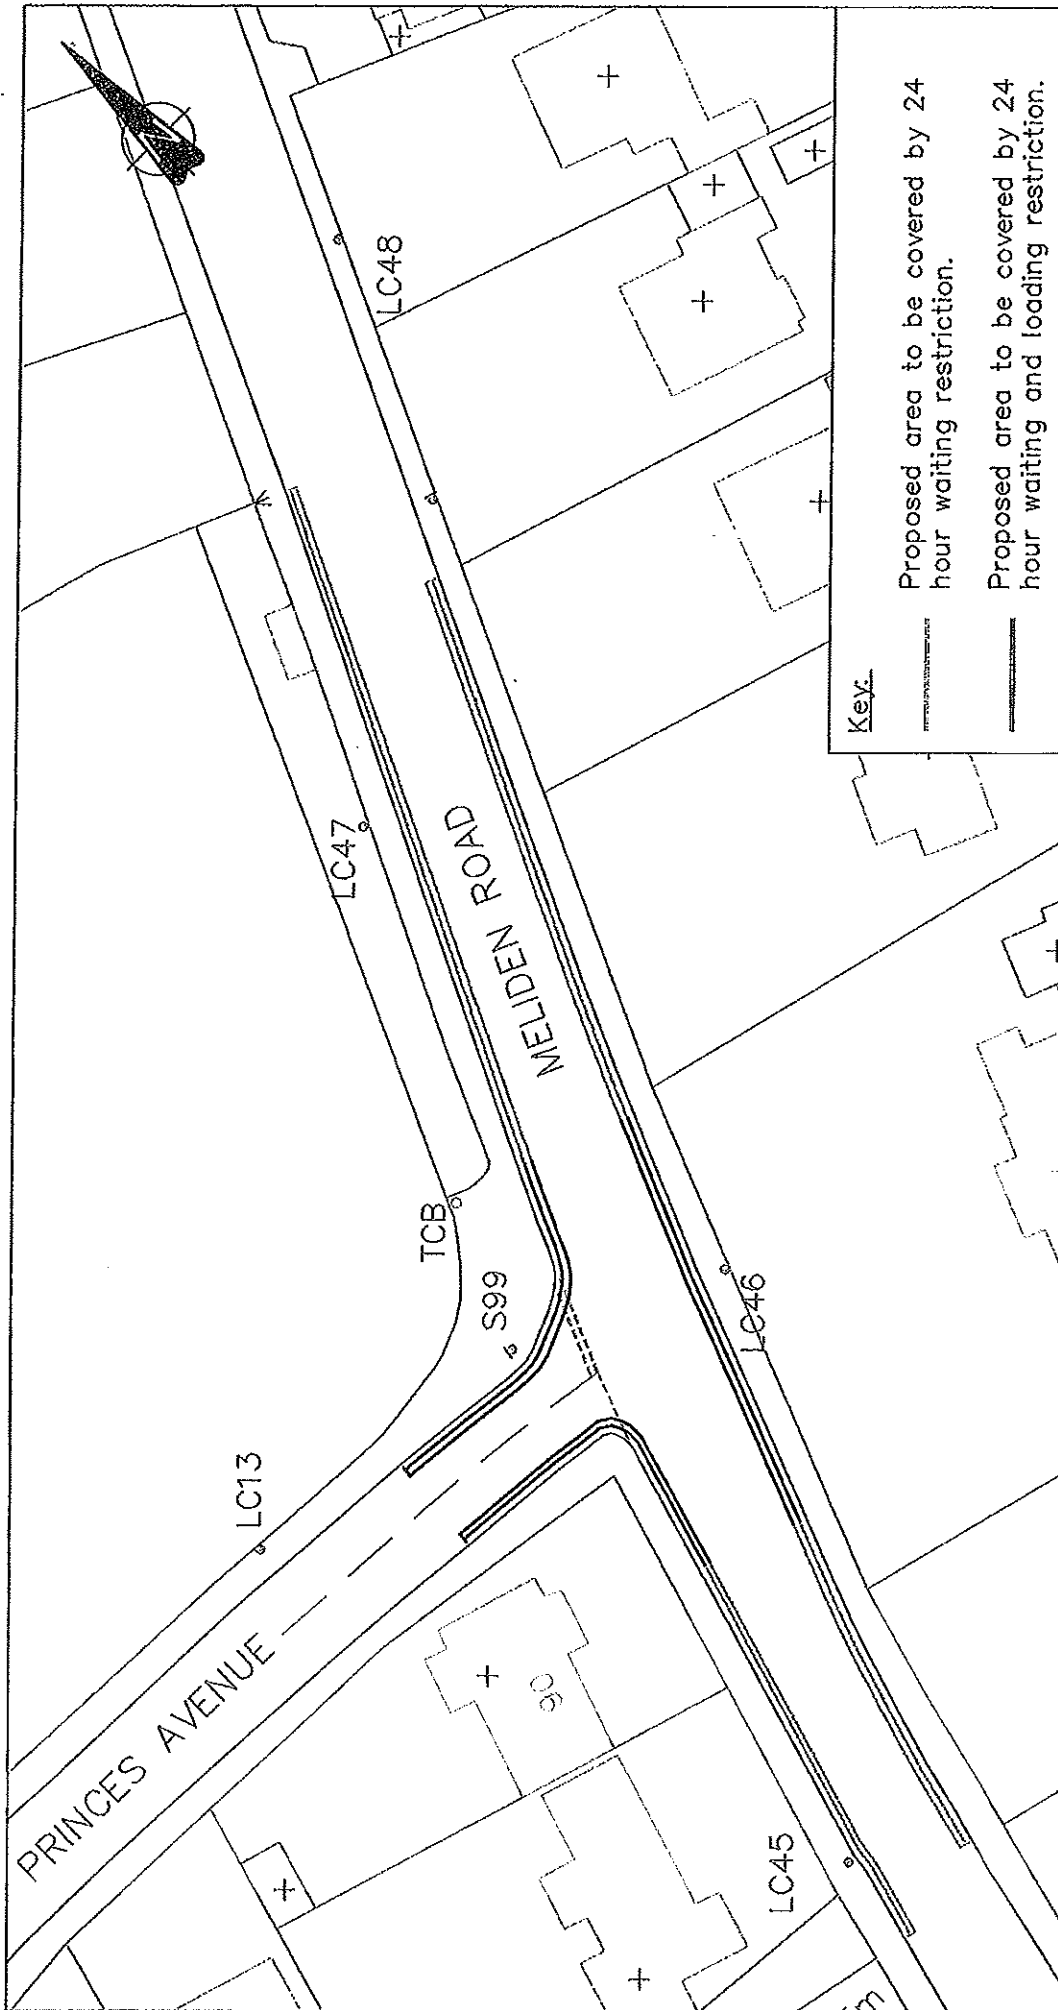 LC48
LC47
MELIDEN ROAD
TCB
S99
LC46
LC13
PRINCES AVENUE
90
LC45
Key:
Proposed area to be covered by 24
hour waiting restriction.
Proposed area to be covered by 24
hour waiting and loading restriction.